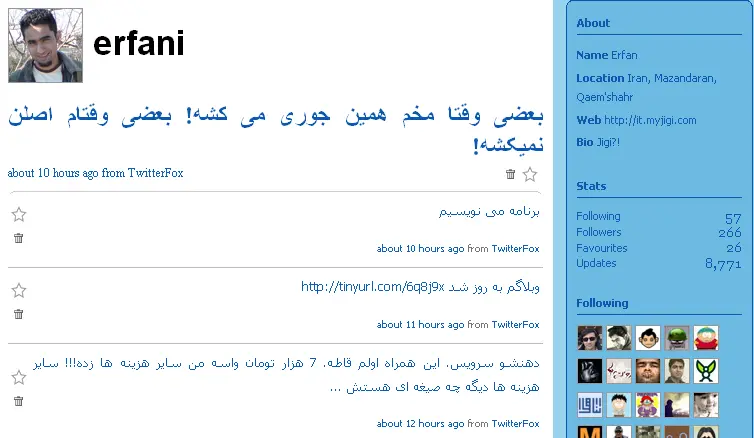 erfani
بعضی وقتا مخم همین جوری می کشه! بعضی وقتام اصلن
نمیکشه!
about 10 hours ago from TwitterFox
برنامه می نویسیم
about 10 hours ago from TwitterFox
وبلاگم به روز شد http://tinyurl.com/6q8j9x
about 11 hours ago from TwitterFox
دهنشو سرویس. این همراه اولم قاطه. 7 هزار تومان واسه من سایر هزینه ها زده!!! سایر
هزینه ها دیگه چه صیغه ای هستش ...
about 12 hours ago from TwitterFox
About
Name Erfan
Location Iran, Mazandaran,
Qaem'shahr
Web http://it.myjigi.com
Bio Jigi?!
Stats
Following 57
Followers 266
Favourites 26
Updates 8,771
Following